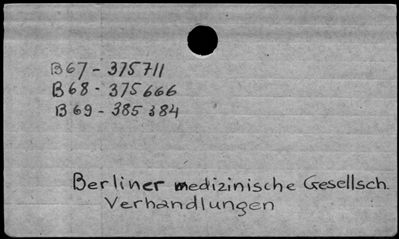 B67 - 375711
B68 - 375666
B69 - 385384
Berliner medizinische Gesellsch.
Verhandlungen